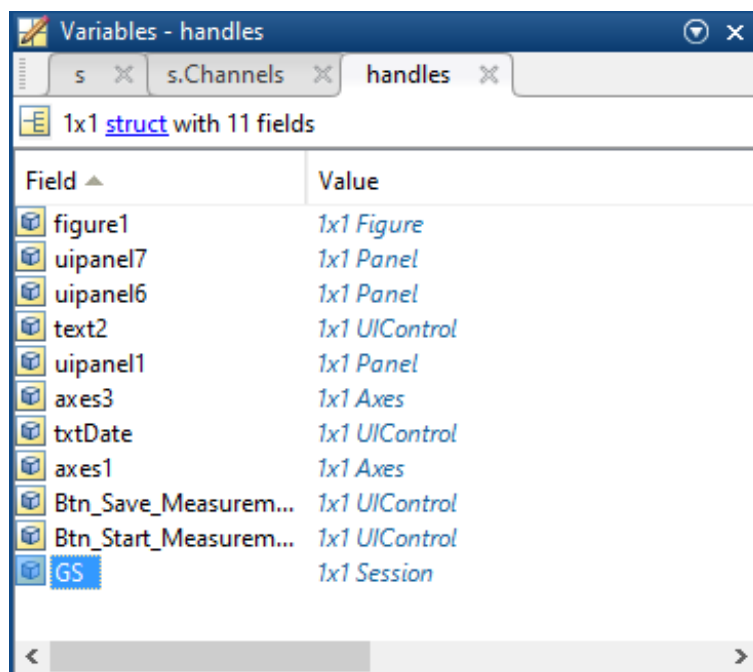 Variables - handles
s s.Channels handles
1x1 struct with 11 fields
Field Value
figure1 1x1 Figure
uipanel7 1x1 Panel
uipanel6 1x1 Panel
text2 1x1 UIControl
uipanel1 1x1 Panel
axes3 1x1 Axes
txtDate 1x1 UIControl
axes1 1x1 Axes
Btn_Save_Measurem... 1x1 UIControl
Btn_Start_Measurem... 1x1 UIControl
GS 1x1 Session